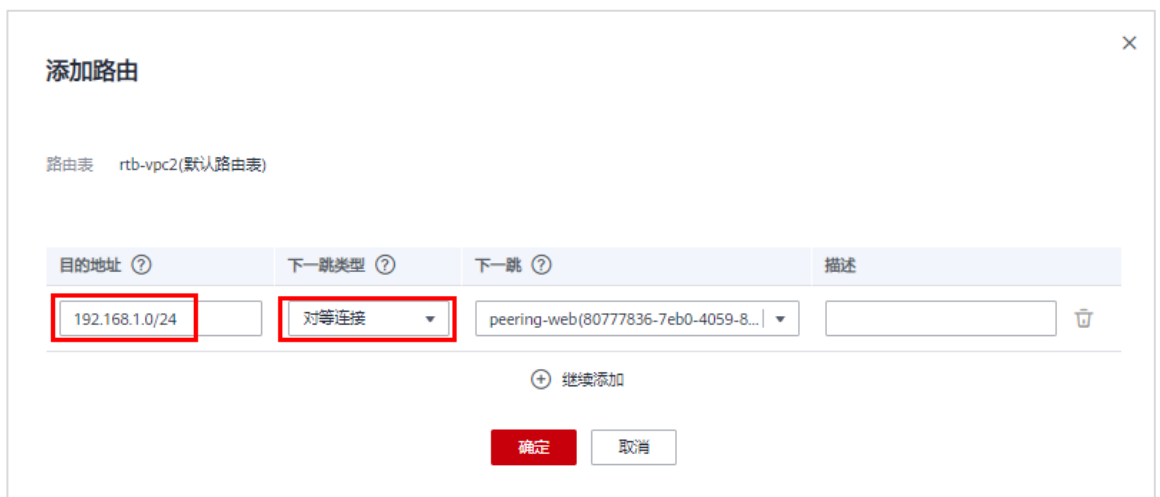 添加路由
路由表 rtb-vpc2(默认路由表)
目的地址 下一跳类型 下一跳 描述
192.168.1.0/24 对等连接 peering-web(80777836-7eb0-4059-8...
继续添加
确定 取消